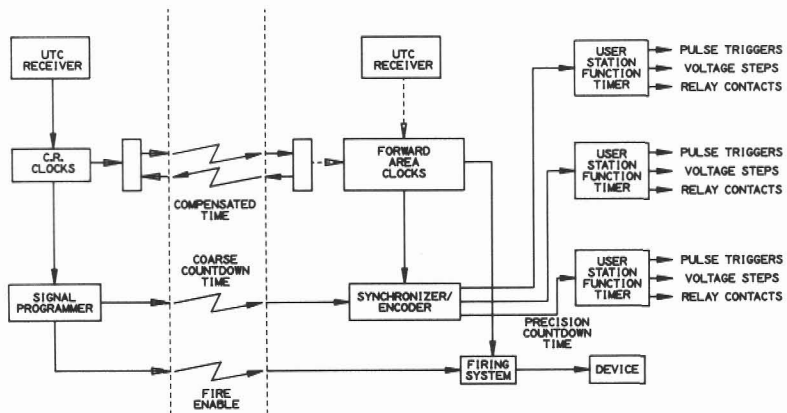 UTC
RECEIVER
UTC
RECEIVER
USER
STATION
FUNCTION
TIMER
PULSE TRIGGERS
VOLTAGE STEPS
RELAY CONTACTS
C.R.
CLOCKS
FORWARD
AREA
CLOCKS
COMPENSATED
TIME
USER
STATION
FUNCTION
TIMER
PULSE TRIGGERS
VOLTAGE STEPS
RELAY CONTACTS
COARSE
COUNTDOWN
TIME
SIGNAL
PROGRAMMER
SYNCHRONIZER/
ENCODER
USER
STATION
FUNCTION
TIMER
PULSE TRIGGERS
VOLTAGE STEPS
RELAY CONTACTS
PRECISION
COUNTDOWN
TIME
FIRE
ENABLE
FIRING
SYSTEM
DEVICE